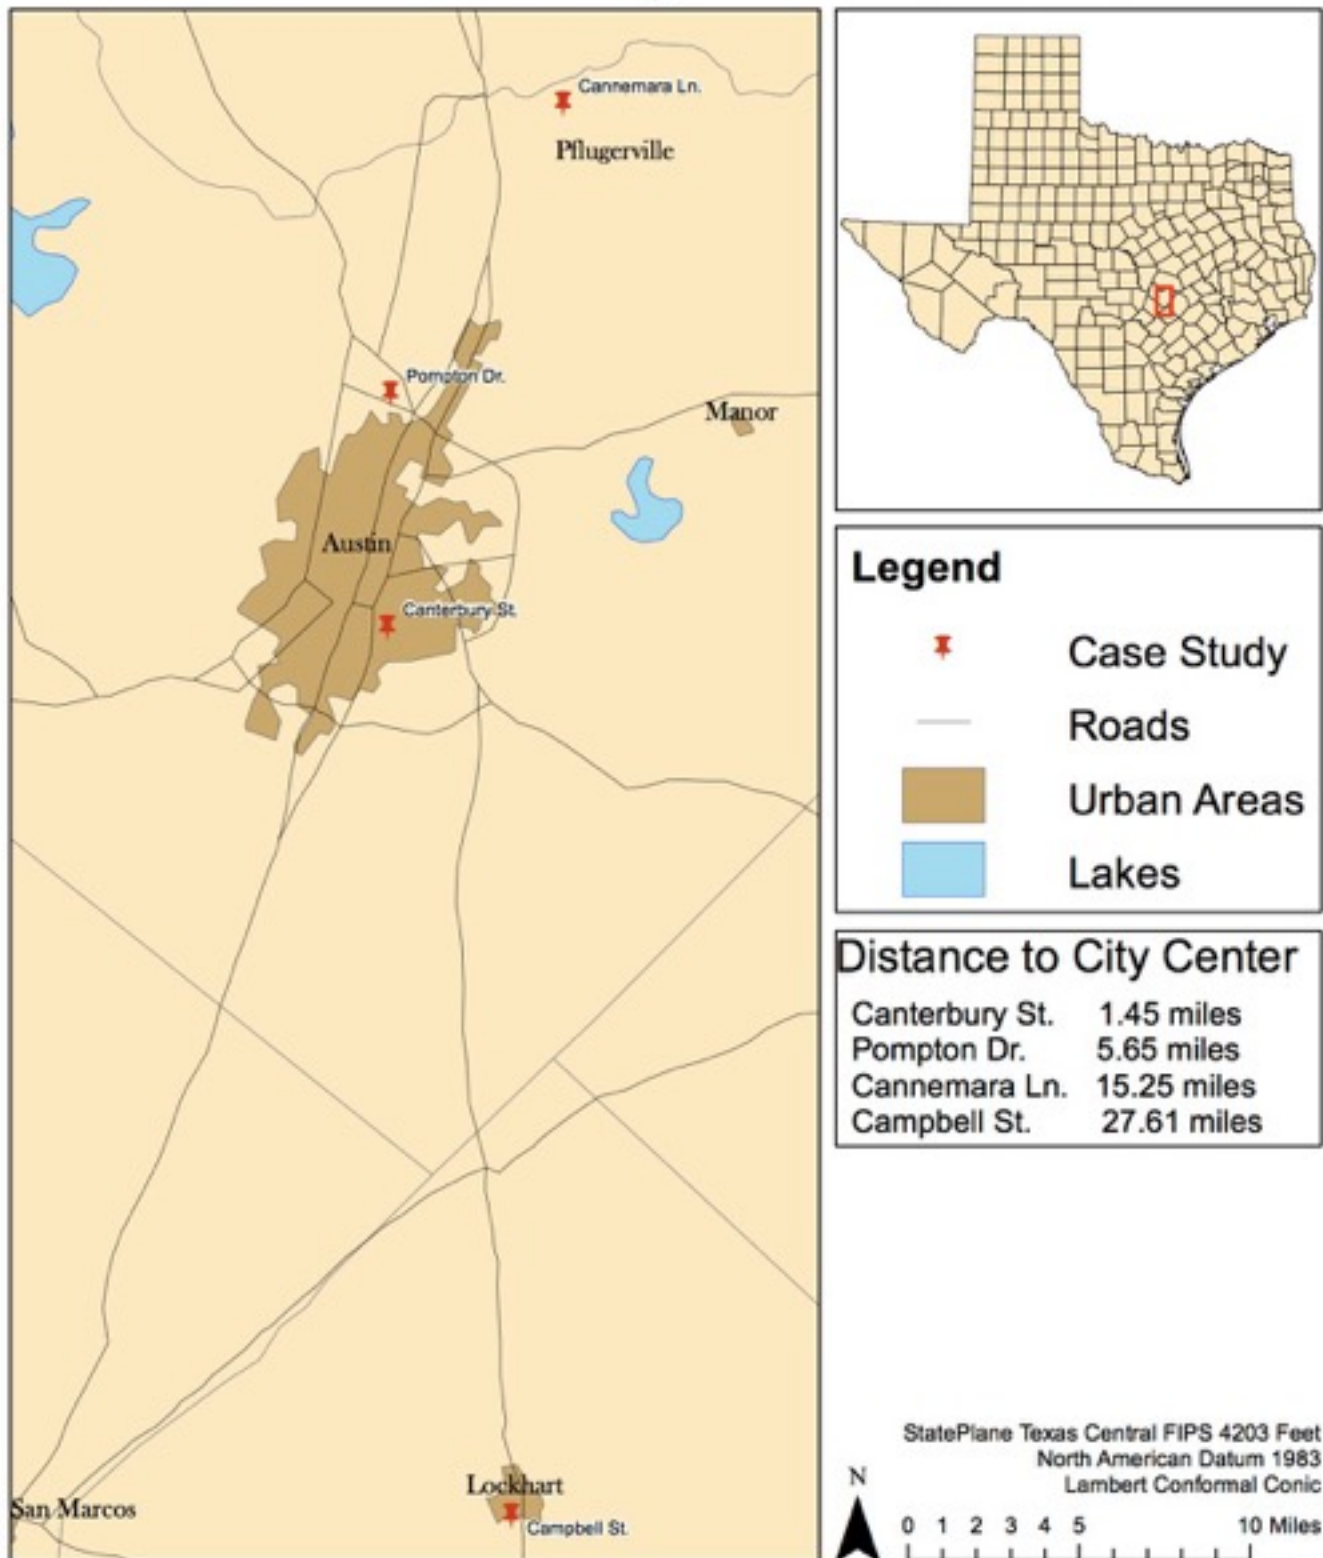 Cannemara Ln.
Pflugerville
Pompton Dr.
Manor
Austin
Canterbury St.
Lockhart
San Marcos
Campbell St.
Legend
Case Study
Roads
Urban Areas
Lakes
Distance to City Center
Canterbury St. 1.45 miles
Pompton Dr. 5.65 miles
Cannemara Ln. 15.25 miles
Campbell St. 27.61 miles
StatePlane Texas Central FIPS 4203 Feet
North American Datum 1983
Lambert Conformal Conic
N
0 1 2 3 4 5 10 Miles